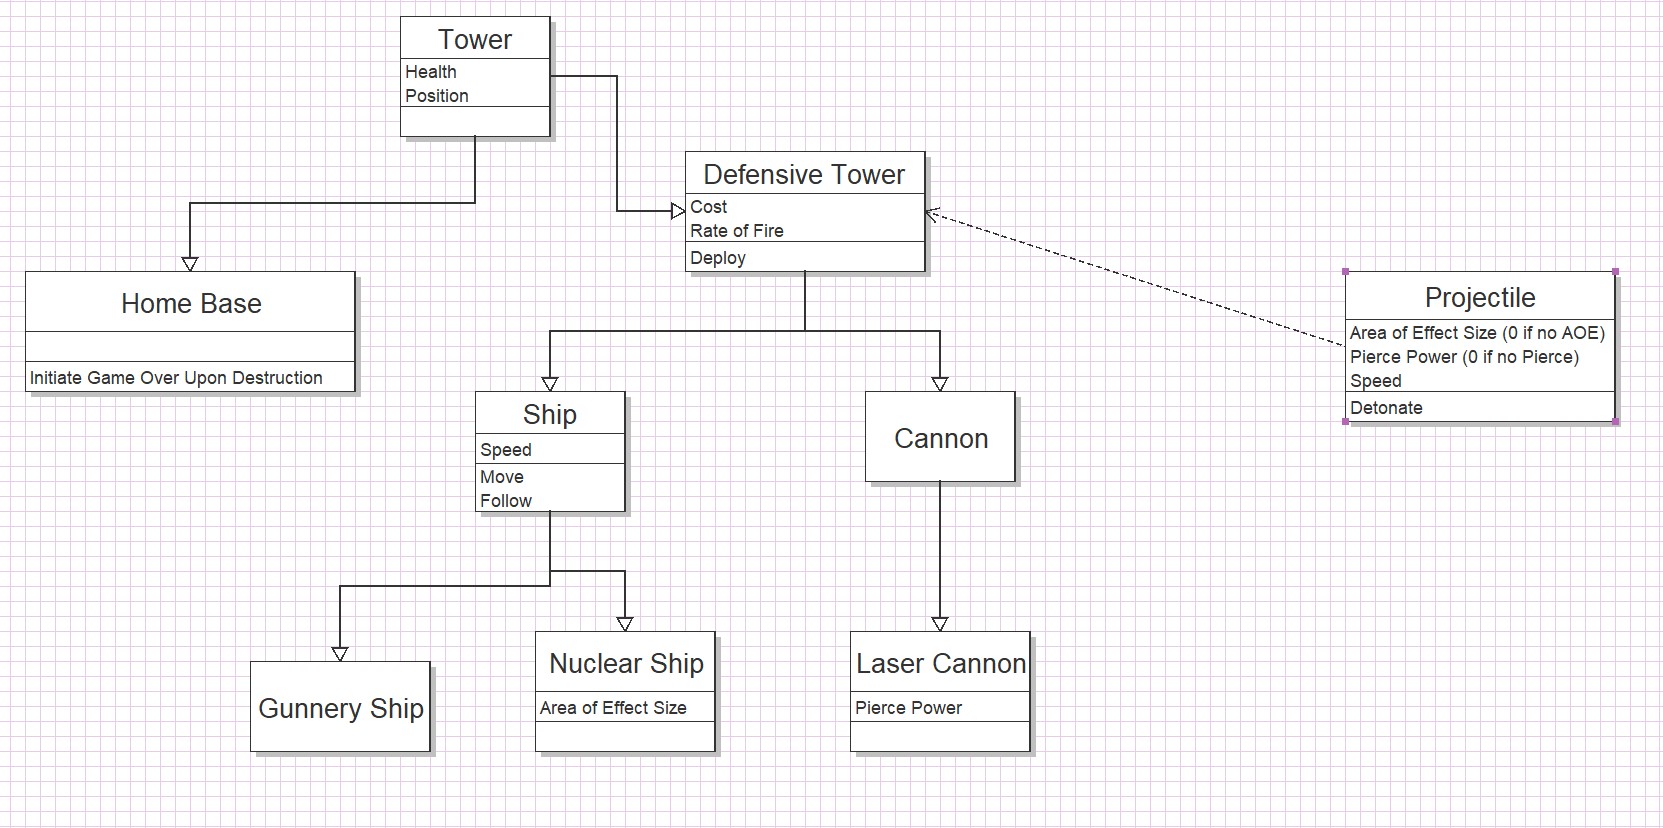 Tower
Health
Position
Defensive Tower
Cost
Rate of Fire
Deploy
Home Base
Initiate Game Over Upon Destruction
Projectile
Area of Effect Size (0 if no AOE)
Pierce Power (0 if no Pierce)
Speed
Detonate
Ship
Speed
Move
Follow
Cannon
Gunnery Ship
Nuclear Ship
Area of Effect Size
Laser Cannon
Pierce Power